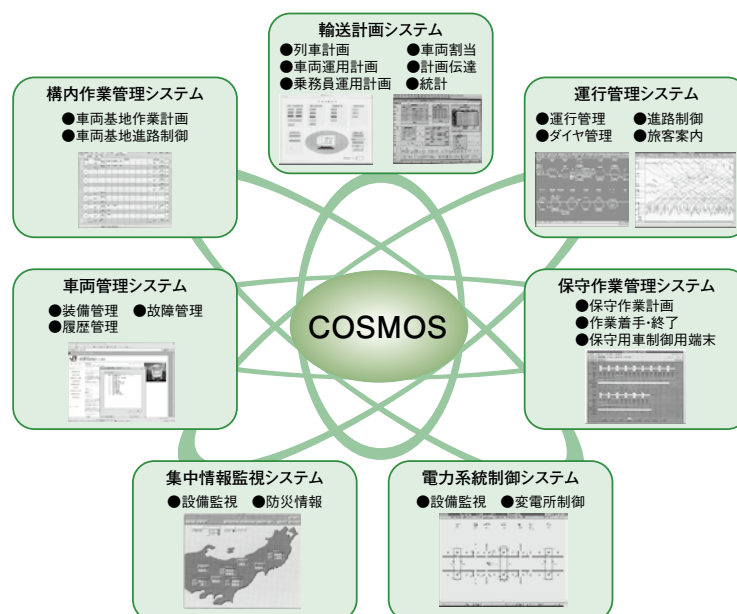 輸送計画システム
●列車計画 ●車両割当
●車両運用計画 ●計画伝達
●乗務員運用計画 ●統計
構内作業管理システム
●車両基地作業計画
●車両基地進路制御
運行管理システム
●運行管理 ●進路制御
●ダイヤ管理 ●旅客案内
車両管理システム
●装備管理 ●故障管理
●履歴管理
COSMOS
保守作業管理システム
●保守作業計画
●作業着手・終了
●保守用車制御用端末
集中情報監視システム
●設備監視 ●防災情報
電力系統制御システム
●設備監視 ●変電所制御